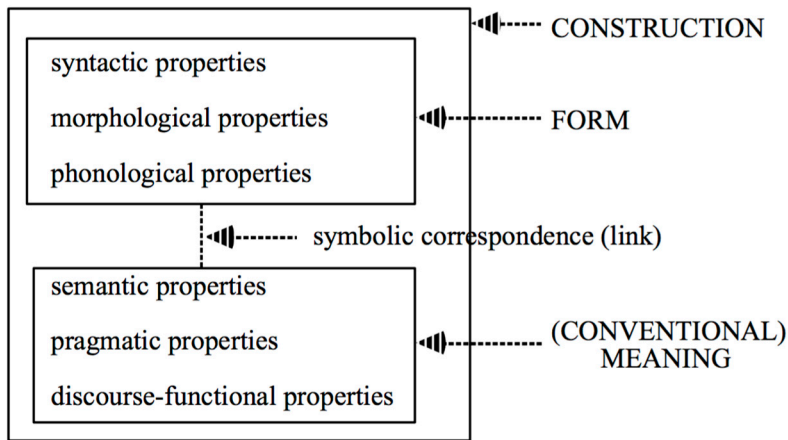 CONSTRUCTION
syntactic properties
morphological properties
FORM
phonological properties
symbolic correspondence (link)
semantic properties
pragmatic properties
(CONVENTIONAL)
MEANING
discourse-functional properties